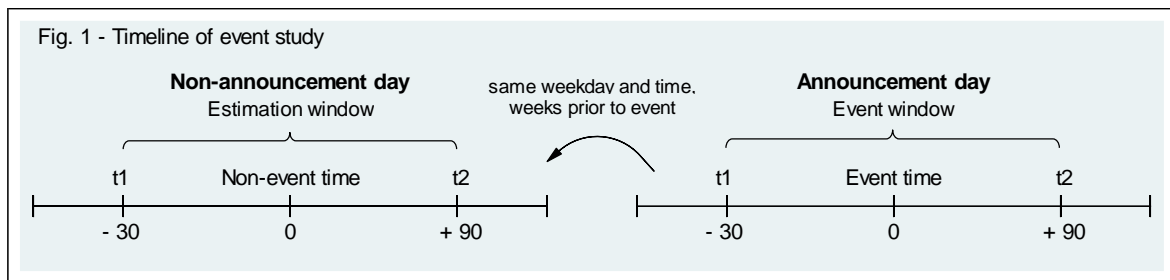 Fig. 1 - Timeline of event study
Non-announcement day
Estimation window
same weekday and time,
weeks prior to event
Announcement day
Event window
t1 Non-event time t2
t1 Event time t2
- 30 0 + 90
- 30 0 + 90